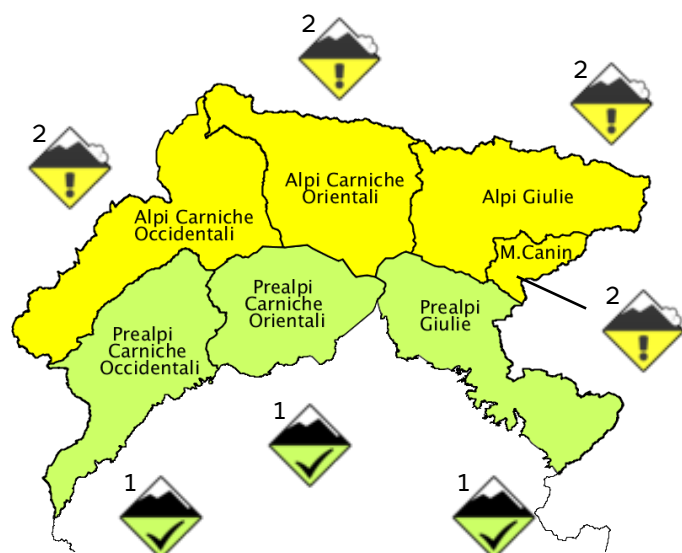 2
2
2
Alpi Carniche
Orientali
Alpi Giulie
Alpi Carniche
Occidentali
M.Canin
Prealpi
Carniche
Orientali
Prealpi
Giulie
2
Prealpi
Carniche
Occidentali
1
1
1